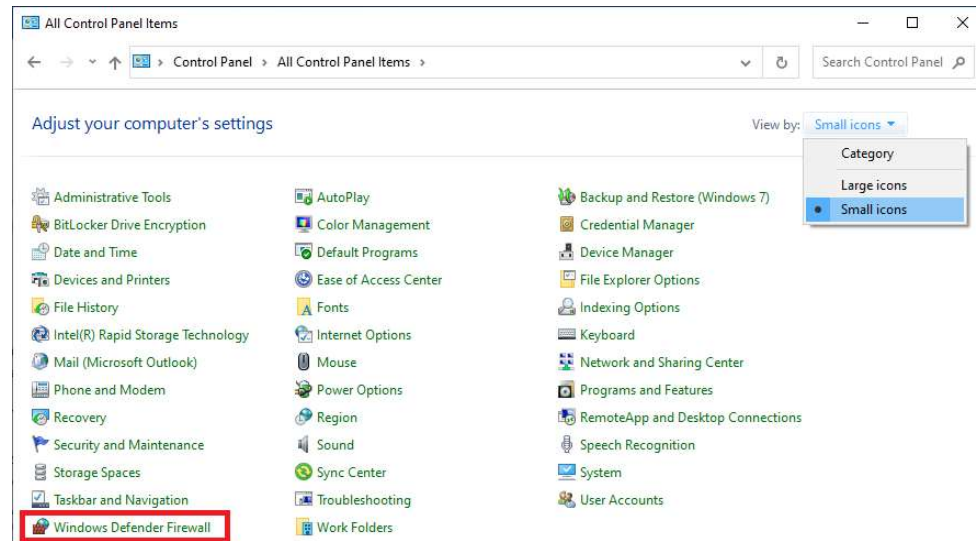 All Control Panel Items
Control Panel > All Control Panel Items >
Search Control Panel
Adjust your computer's settings
View by: Small icons
Category
Large icons
Small icons
Administrative Tools
AutoPlay
Backup and Restore (Windows 7)
BitLocker Drive Encryption
Color Management
Credential Manager
Date and Time
Default Programs
Device Manager
Devices and Printers
Ease of Access Center
File Explorer Options
File History
Fonts
Indexing Options
Intel(R) Rapid Storage Technology
Internet Options
Keyboard
Mail (Microsoft Outlook)
Mouse
Network and Sharing Center
Phone and Modem
Power Options
Programs and Features
Recovery
Region
RemoteApp and Desktop Connections
Security and Maintenance
Sound
Speech Recognition
Storage Spaces
Sync Center
System
Taskbar and Navigation
Troubleshooting
User Accounts
Windows Defender Firewall
Work Folders